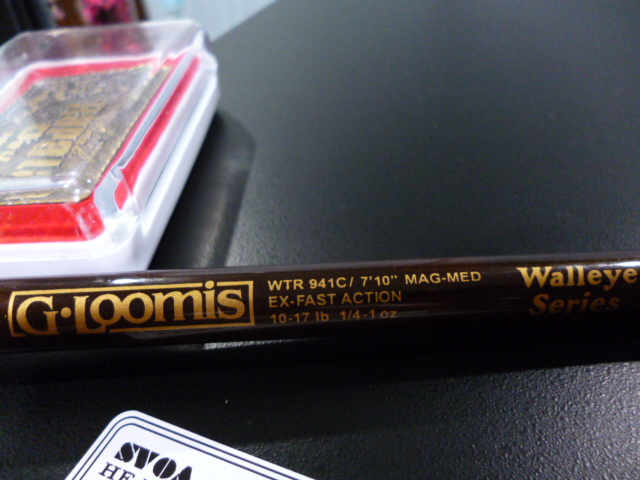 G·Loomis
WTR 941C/ 7'10" MAG-MED
EX-FAST ACTION
10-17 lb 1/4-1 oz
Walleye
Series